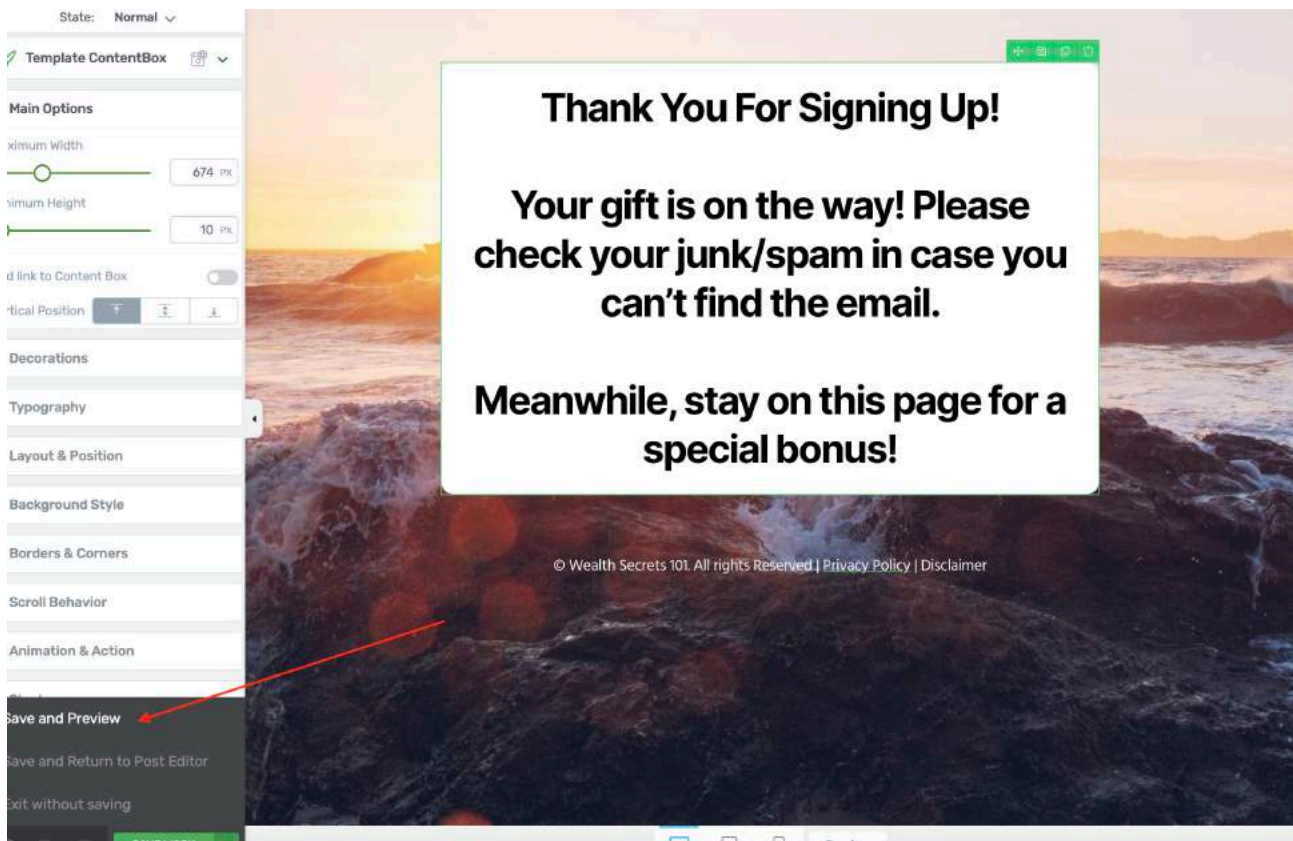 State: Normal
Template ContentBox
Main Options
ximum Width
674 PX
nimum Height
10 PX
d link to Content Box
rtical Position
Decorations
Typography
Layout & Position
Background Style
Borders & Corners
Scroll Behavior
Animation & Action
Save and Preview
Save and Return to Post Editor
Exit without saving
Thank You For Signing Up!
Your gift is on the way! Please
check your junk/spam in case you
can't find the email.
Meanwhile, stay on this page for a
special bonus!
© Wealth Secrets 101. All rights Reserved | Privacy Policy | Disclaimer